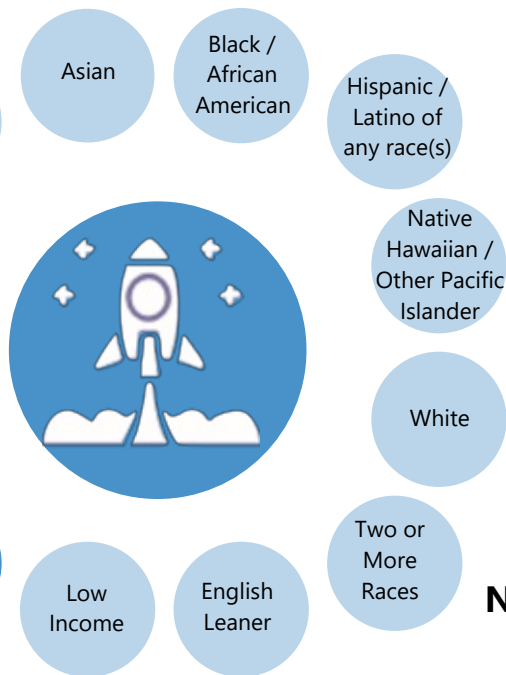 Asian
Black /
African
American
Hispanic /
Latino of
any race(s)
Native
Hawaiian /
Other Pacific
Islander
White
Two or
More
Races
N
English
Leaner
Low
Income